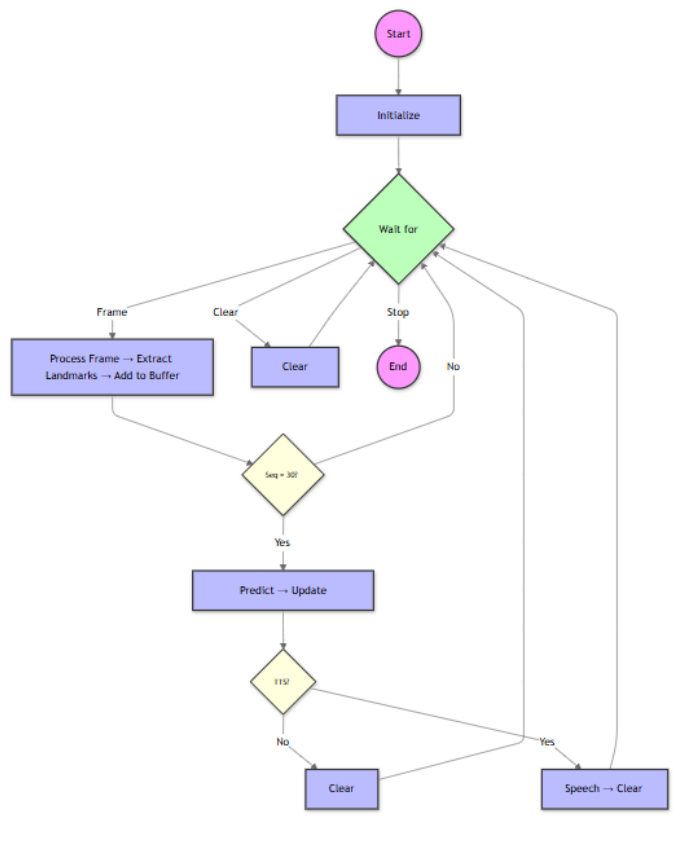 Start
Initialize
Wait for
Frame
Clear
Stop
Process Frame → Extract
Landmarks → Add to Buffer
Clear
End
No
Seq = 30?
Yes
Predict → Update
TTS?
No
Yes
Clear
Speech → Clear